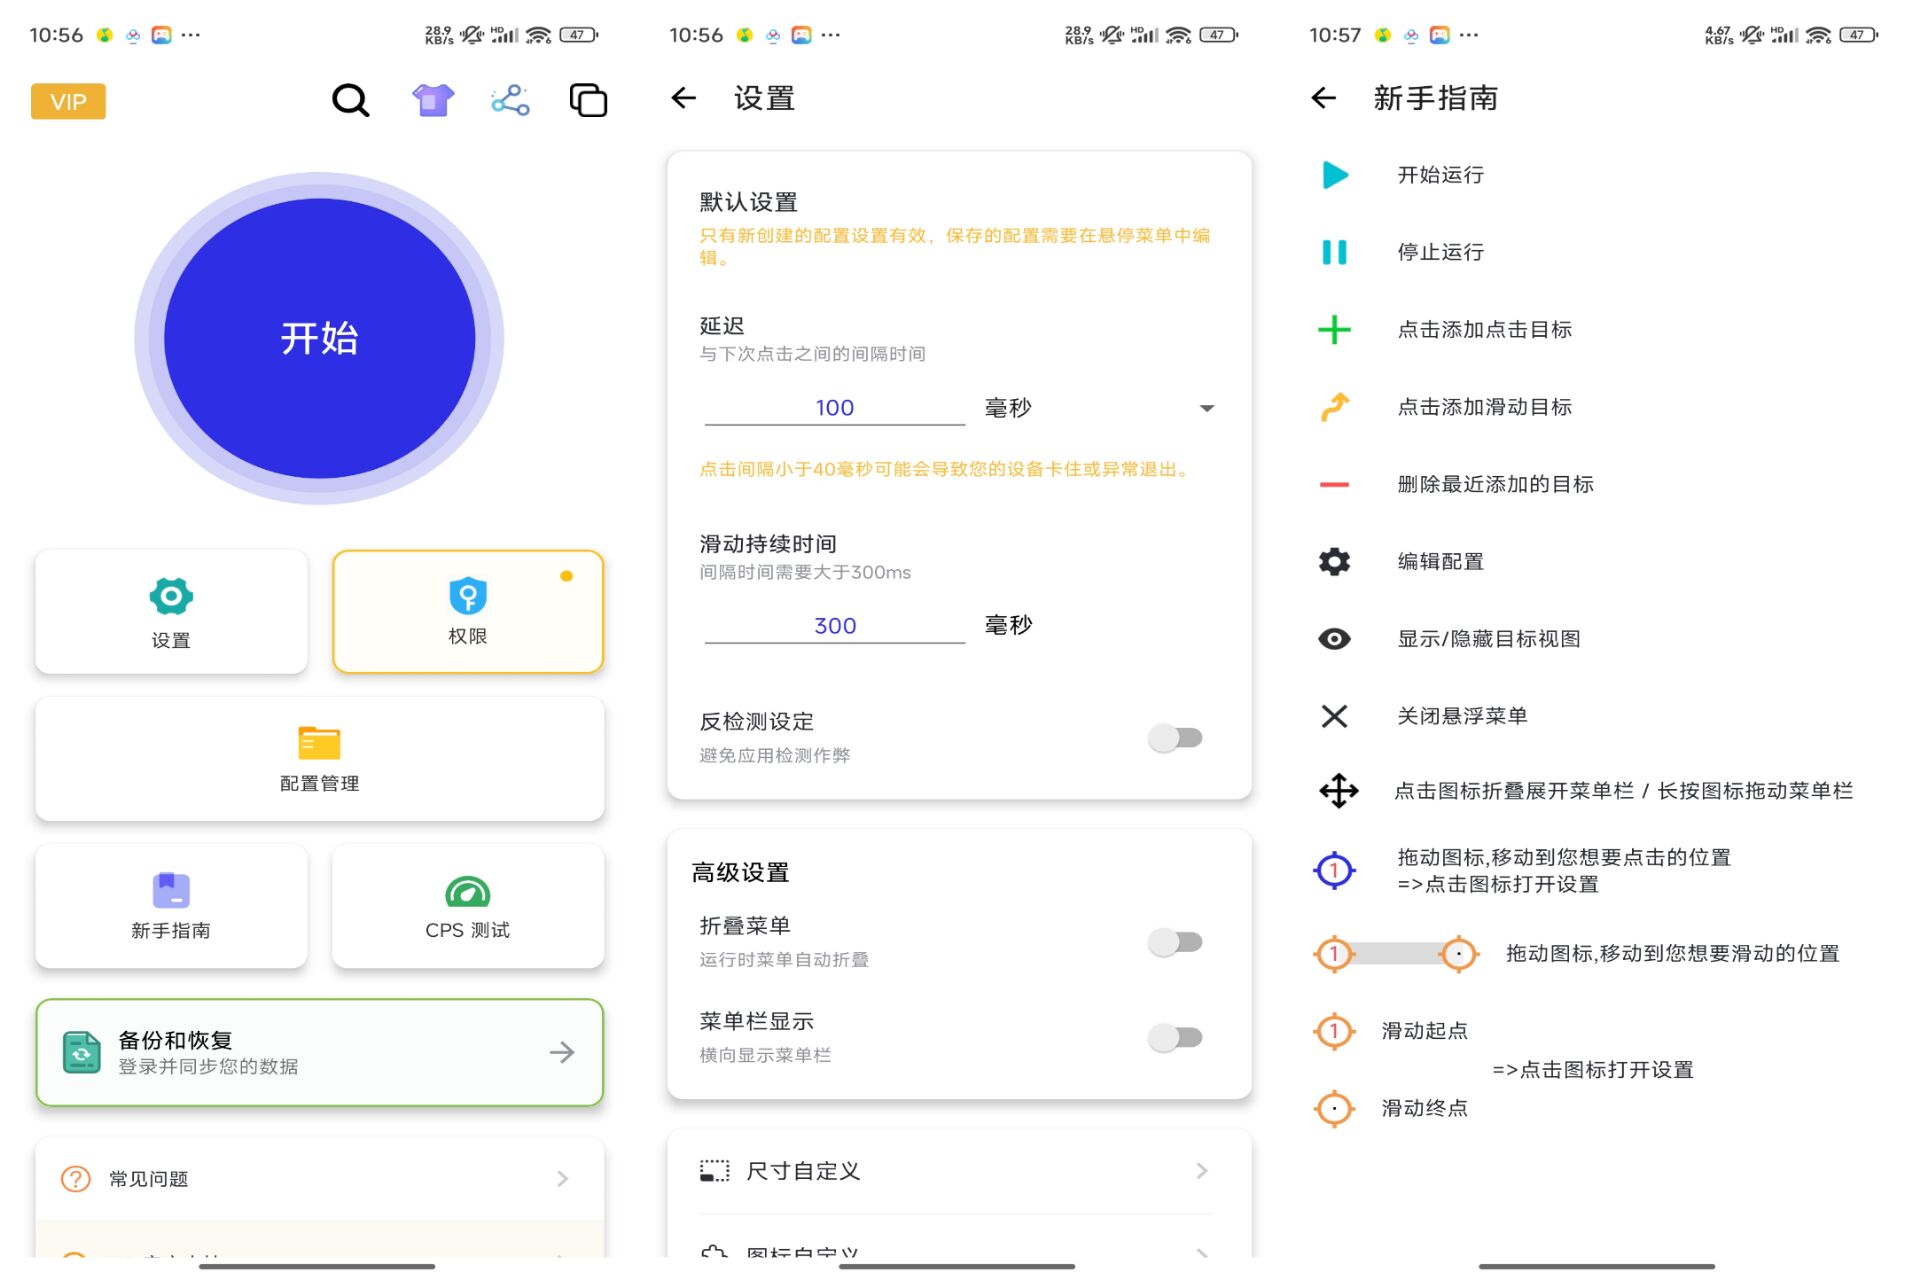 10:56
28.9
KB/s
HD
6
47
VIP
开始
设置
权限
配置管理
新手指南
CPS 测试
备份和恢复
登录并同步您的数据
常见问题
10:56
28.9
KB/s
HD
6
47
设置
默认设置
只有新创建的配置设置有效，保存的配置需要在悬停菜单中编
辑。
延迟
与下次点击之间的间隔时间
100
毫秒
点击间隔小于40毫秒可能会导致您的设备卡住或异常退出。
滑动持续时间
间隔时间需要大于300ms
300
毫秒
反检测设定
避免应用检测作弊
高级设置
折叠菜单
运行时菜单自动折叠
菜单栏显示
横向显示菜单栏
尺寸自定义
图标自定义
10:57
4.67
KB/s
HD
6
47
新手指南
开始运行
停止运行
点击添加点击目标
点击添加滑动目标
删除最近添加的目标
编辑配置
显示/隐藏目标视图
关闭悬浮菜单
点击图标折叠展开菜单栏 / 长按图标拖动菜单栏
1
拖动图标,移动到您想要点击的位置
=>点击图标打开设置
1
拖动图标,移动到您想要滑动的位置
1
滑动起点
=>点击图标打开设置
滑动终点